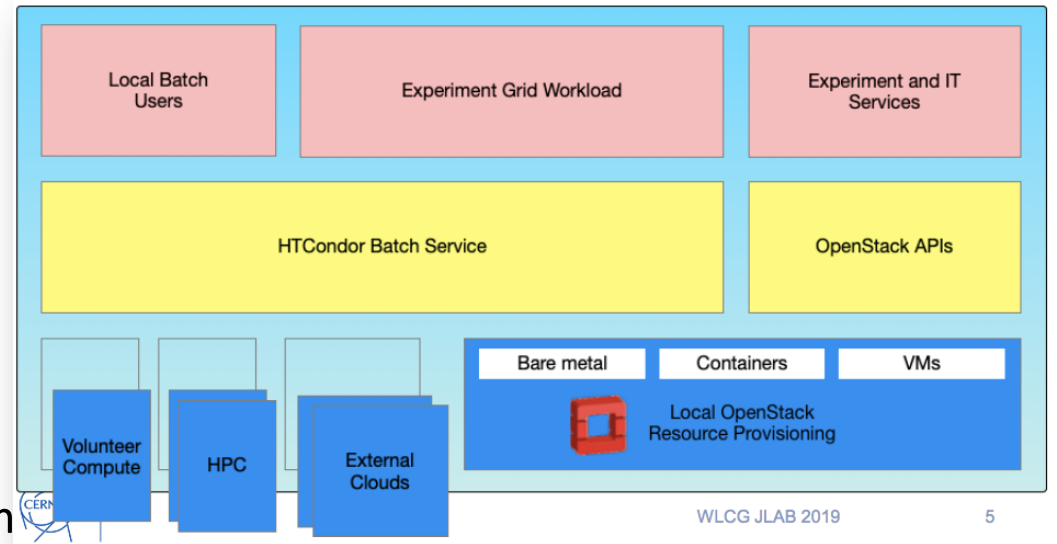 Local Batch
Users
Experiment Grid Workload
Experiment and IT
Services
HTCondor Batch Service
OpenStack APIs
Bare metal
Containers
VMs
Local OpenStack
Resource Provisioning
Volunteer
Compute
HPC
External
Clouds
CERN
WLCG JLAB 2019
5